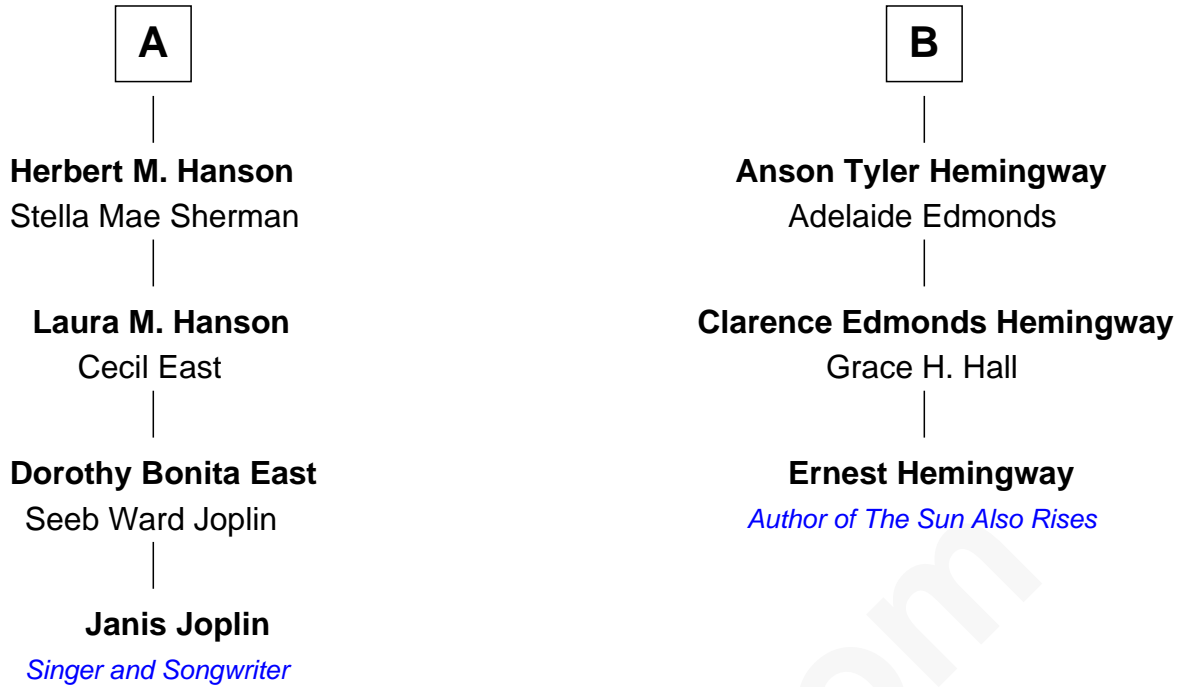 A
Herbert M. Hanson
Stella Mae Sherman
Laura M. Hanson
Cecil East
Dorothy Bonita East
Seeb Ward Joplin
Janis Joplin
Singer and Songwriter
B
Anson Tyler Hemingway
Adelaide Edmonds
Clarence Edmonds Hemingway
Grace H. Hall
Ernest Hemingway
Author of The Sun Also Rises
om